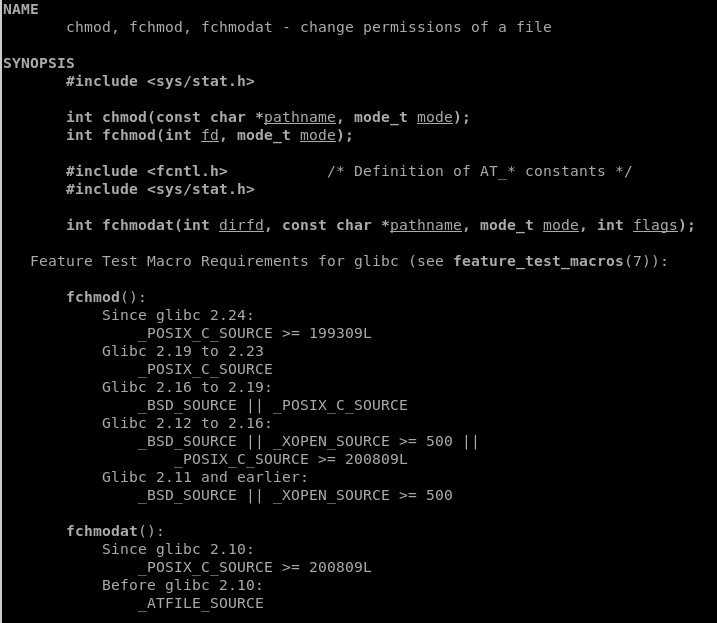 NAME
chmod, fchmod, fchmodat - change permissions of a file
SYNOPSIS
#include <sys/stat.h>
int chmod(const char *pathname, mode_t mode);
int fchmod(int fd, mode_t mode);
#include <fcntl.h>           /* Definition of AT_* constants */
#include <sys/stat.h>
int fchmodat(int dirfd, const char *pathname, mode_t mode, int flags);
Feature Test Macro Requirements for glibc (see feature_test_macros(7)):
fchmod():
Since glibc 2.24:
_POSIX_C_SOURCE >= 199309L
Glibc 2.19 to 2.23
_POSIX_C_SOURCE
Glibc 2.16 to 2.19:
_BSD_SOURCE || _POSIX_C_SOURCE
Glibc 2.12 to 2.16:
_BSD_SOURCE || _XOPEN_SOURCE >= 500 ||
_POSIX_C_SOURCE >= 200809L
Glibc 2.11 and earlier:
_BSD_SOURCE || _XOPEN_SOURCE >= 500
fchmodat():
Since glibc 2.10:
_POSIX_C_SOURCE >= 200809L
Before glibc 2.10:
_ATFILE_SOURCE